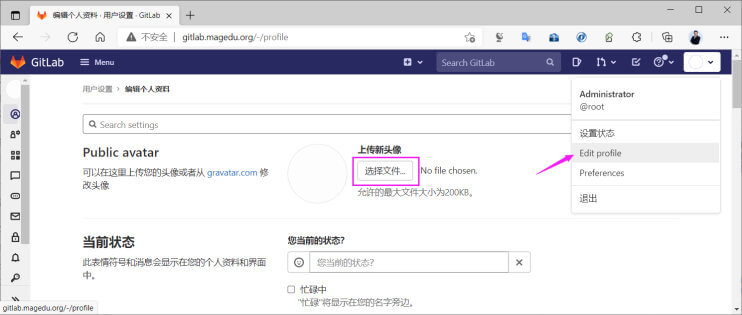 编辑个人资料 · 用户设置 · GitLab
不安全 | gitlab.magedu.org/-/profile
GitLab
Menu
Search GitLab
用户设置 > 编辑个人资料
Administrator
@root
设置状态
Edit profile
Preferences
退出
Search settings
Public avatar
可以在这里上传您的头像或者从 gravatar.com 修
改头像
上传新头像
选择文件... No file chosen.
允许的最大文件大小为200KB。
当前状态
此表情符号和消息会显示在您的个人资料和界面
中。
您当前的状态?
您当前的状态?
忙碌中
"忙碌"将显示在您的名字旁边。
gitlab.magedu.org/-/profile